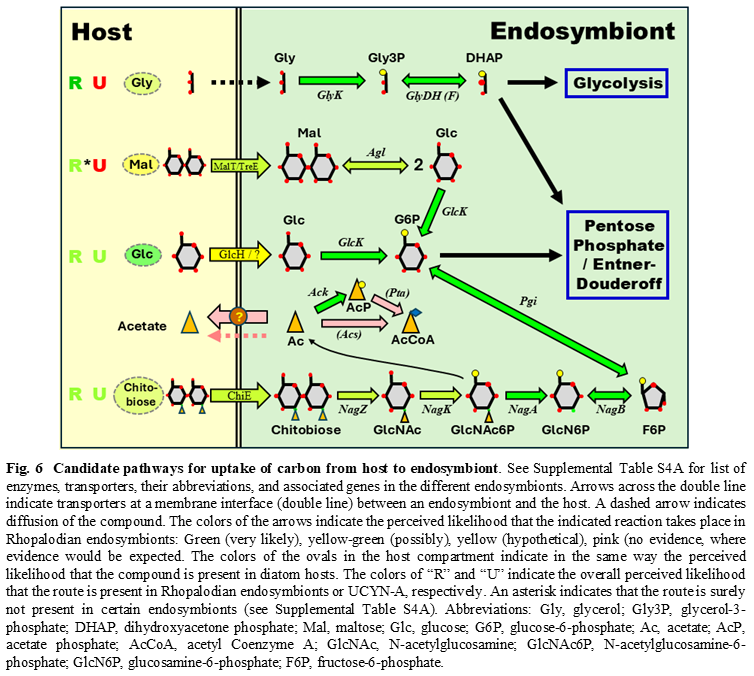 Host
Endosymbiont
Gly
Gly3P
DHAP
R U
Gly
GlyK
GlyDH (F)
Glycolysis
Mal
Glc
R*U
Mal
MalT/TreE
Agl
2
GlcK
Glc
G6P
R U
Glc
GlcH / ?
GlcK
Pentose
Phosphate
/ Entner-
Douderoff
Pgi
Acetate
?
Ack
AcP
(Pta)
Ac
(Acs)
AcCoA
R U
Chito-
biose
ChiE
NagZ
NagK
NagA
NagB
Chitobiose
GlcNAc
GlcNAc6P
GlcN6P
F6P
Fig. 6 Candidate pathways for uptake of carbon from host to endosymbiont. See Supplemental Table S4A for list of
enzymes, transporters, their abbreviations, and associated genes in the different endosymbionts. Arrows across the double line
indicate transporters at a membrane interface (double line) between an endosymbiont and the host. A dashed arrow indicates
diffusion of the compound. The colors of the arrows indicate the perceived likelihood that the indicated reaction takes place in
Rhopalodian endosymbionts: Green (very likely), yellow-green (possibly), yellow (hypothetical), pink (no evidence, where
evidence would be expected. The colors of the ovals in the host compartment indicate in the same way the perceived
likelihood that the compound is present in diatom hosts. The colors of “R” and “U” indicate the overall perceived likelihood
that the route is present in Rhopalodian endosymbionts or UCYN-A, respectively. An asterisk indicates that the route is surely
not present in certain endosymbionts (see Supplemental Table S4A). Abbreviations: Gly, glycerol; Gly3P, glycerol-3-
phosphate; DHAP, dihydroxyacetone phosphate; Mal, maltose; Glc, glucose; G6P, glucose-6-phosphate; Ac, acetate; AcP,
acetate phosphate; AcCoA, acetyl Coenzyme A; GlcNAc, N-acetylglucosamine; GlcNAc6P, N-acetylglucosamine-6-
phosphate; GlcN6P, glucosamine-6-phosphate; F6P, fructose-6-phosphate.